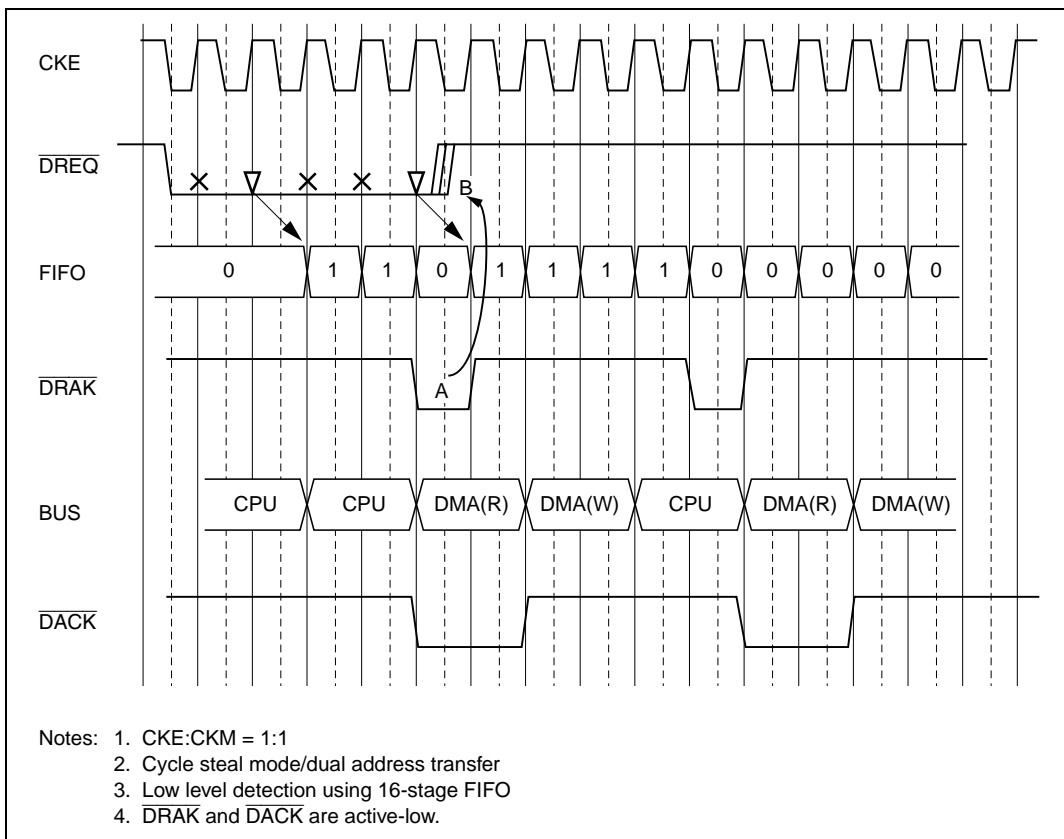 CKE
DREQ
B
FIFO
0 1 1 0 1 1 1 1 0 0 0 0 0
DRAK
A
BUS
CPU CPU DMA(R) DMA(W) CPU DMA(R) DMA(W)
DACK
Notes: 1. CKE:CKM = 1:1
2. Cycle steal mode/dual address transfer
3. Low level detection using 16-stage FIFO
4. DRAK and DACK are active-low.